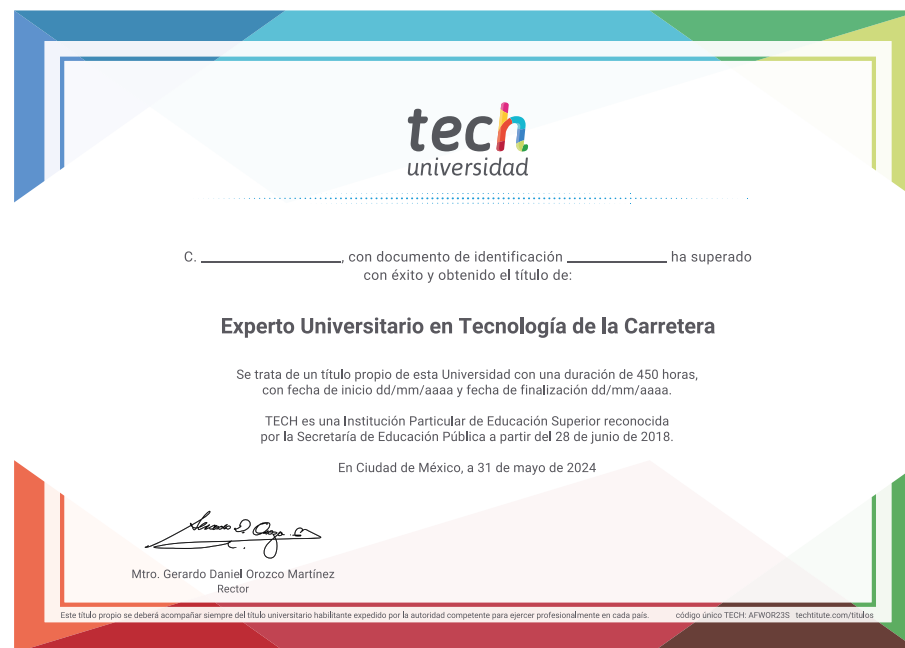 tech
universidad
C. ____________________, con documento de identificación ______________ ha superado
con éxito y obtenido el título de:
Experto Universitario en Tecnología de la Carretera
Se trata de un título propio de esta Universidad con una duración de 450 horas,
con fecha de inicio dd/mm/aaaa y fecha de finalización dd/mm/aaaa.
TECH es una Institución Particular de Educación Superior reconocida
por la Secretaría de Educación Pública a partir del 28 de junio de 2018.
En Ciudad de México, a 31 de mayo de 2024
Mtro. Gerardo Daniel Orozco Martínez
Rector
Este título propio se deberá acompañar siempre del título universitario habilitante expedido por la autoridad competente para ejercer profesionalmente en cada país. código único TECH: AFWOR23S techtitute.com/titulos